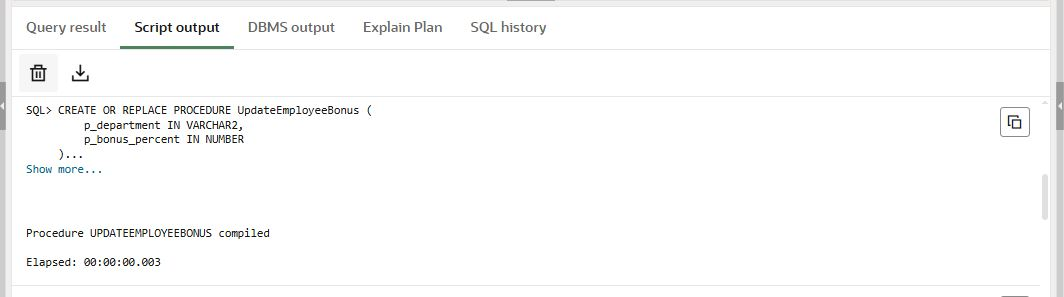 Query result Script output DBMS output Explain Plan SQL history
SQL> CREATE OR REPLACE PROCEDURE UpdateEmployeeBonus (
p_department IN VARCHAR2,
p_bonus_percent IN NUMBER
)...
Show more...
Procedure UPDATEEMPLOYEEBONUS compiled
Elapsed: 00:00:00.003